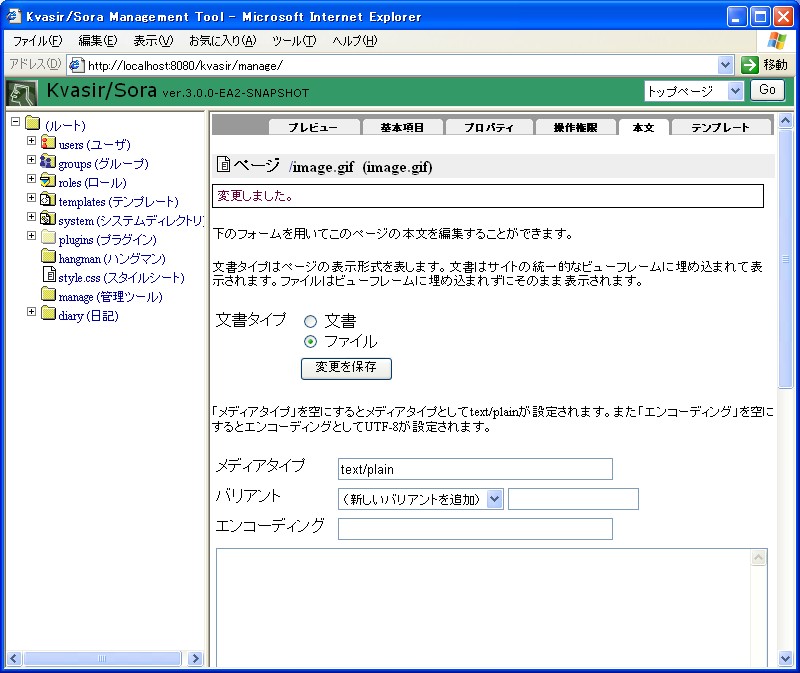 Kvasir/Sora Management Tool - Microsoft Internet Explorer
ファイル(F) 編集(E) 表示(V) お気に入り(A) ツール(T) ヘルプ(H)
アドレス(D) http://localhost:8080/kvasir/manage/ 移動
Kvasir/Sora ver.3.0.0-EA2-SNAPSHOT トップページ Go
(ルート)
users (ユーザ)
groups (グループ)
roles (ロール)
templates (テンプレート)
system (システムディレクトリ
plugins (プラグイン)
hangman (ハングマン)
style.css (スタイルシート)
manage (管理ツール)
diary (日記)
プレビュー 基本項目 プロパティ 操作権限 本文 テンプレート
ページ /image.gif (image.gif)
変更しました。
下のフォームを用いてこのページの本文を編集することができます。
文書タイプはページの表示形式を表します。文書はサイトの統一的なビューフレームに埋め込まれて表
示されます。ファイルはビューフレームに埋め込まれずにそのまま表示されます。
文書タイプ 文書
ファイル
変更を保存
「メディアタイプ」を空にするとメディアタイプとしてtext/plainが設定されます。また「エンコーディング」を空に
するとエンコーディングとしてUTF-8が設定されます。
メディアタイプ text/plain
バリアント (新しいバリアントを追加)
エンコーディング